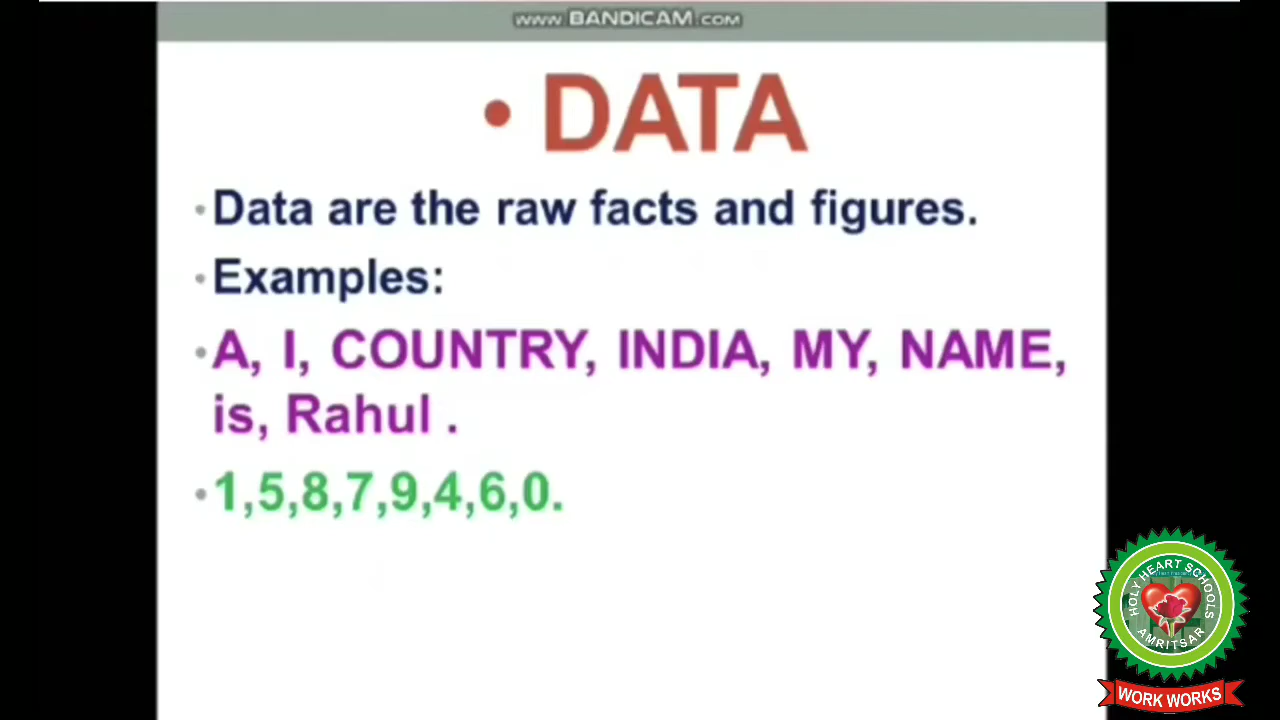 www.BANDICAM.COM
• DATA
• Data are the raw facts and figures.
• Examples:
• A, I, COUNTRY, INDIA, MY, NAME,
is, Rahul .
• 1,5,8,7,9,4,6,0.
HOLY HEART SCHOOLS
AMRITSAR
WORK WORKS